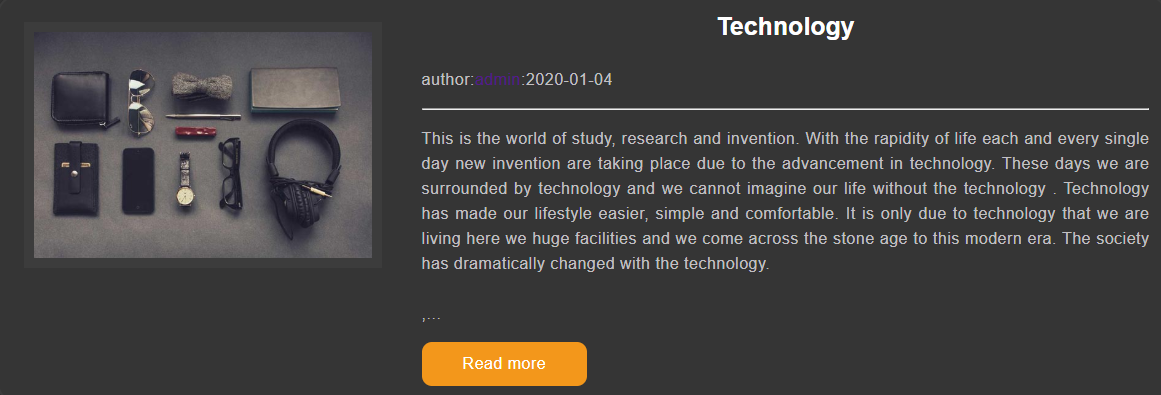 Technology
author:admin:2020-01-04
This is the world of study, research and invention. With the rapidity of life each and every single
day new invention are taking place due to the advancement in technology. These days we are
surrounded by technology and we cannot imagine our life without the technology . Technology
has made our lifestyle easier, simple and comfortable. It is only due to technology that we are
living here we huge facilities and we come across the stone age to this modern era. The society
has dramatically changed with the technology.
,...
Read more